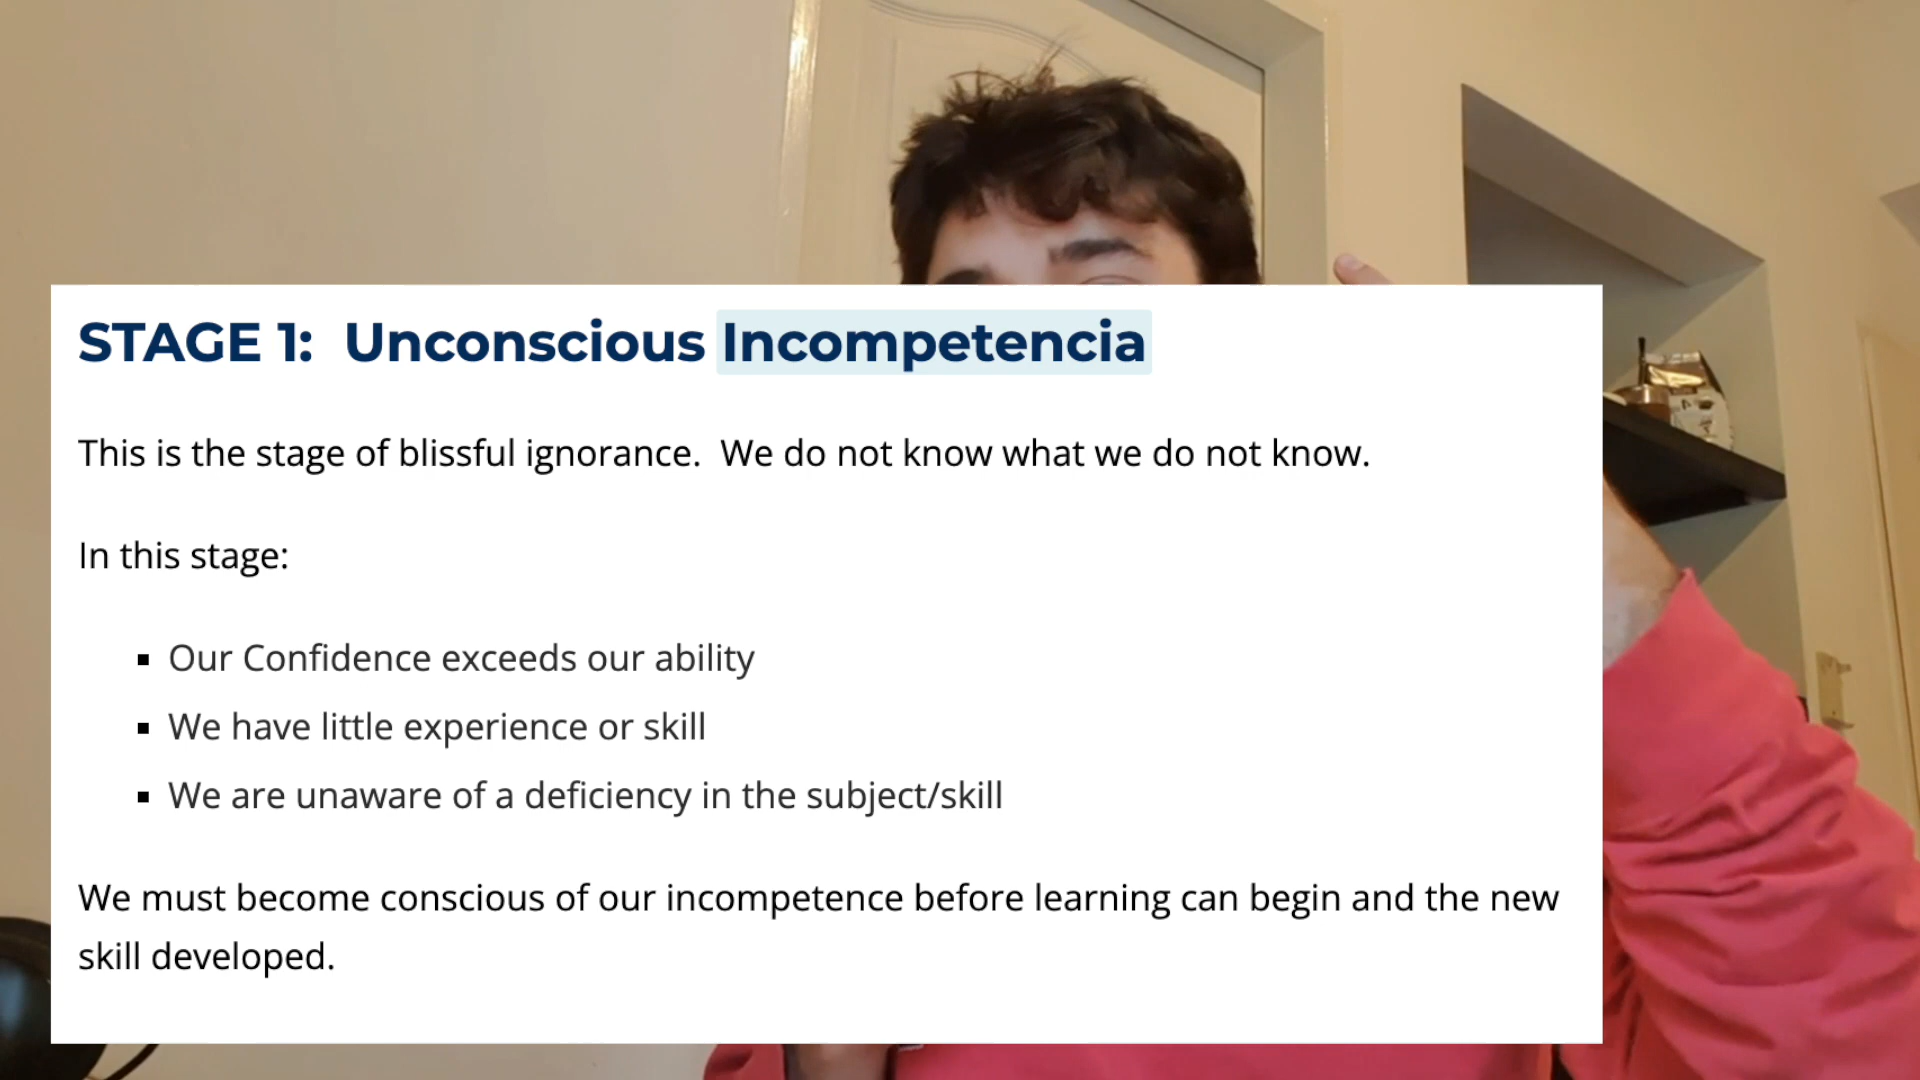 STAGE 1: Unconscious Incompetencia
This is the stage of blissful ignorance. We do not know what we do not know.
In this stage:
▪ Our Confidence exceeds our ability
▪ We have little experience or skill
▪ We are unaware of a deficiency in the subject/skill
We must become conscious of our incompetence before learning can begin and the new
skill developed.